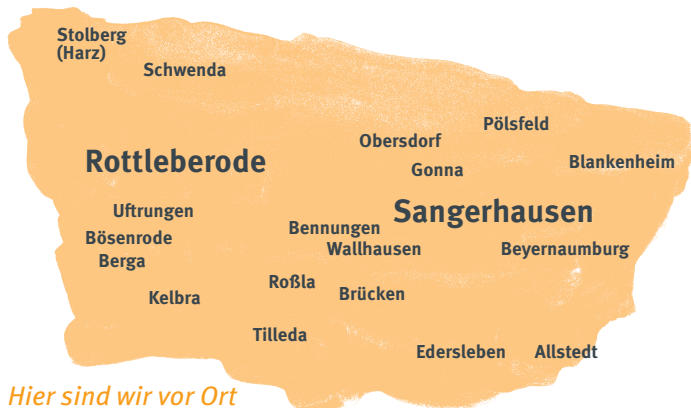 Stolberg
(Harz)
Schwenda
Pölsfeld
Obersdorf
Gonna
Blankenheim
Rottleberode
Uftrungen
Sangerhausen
Bösenrode
Bennungen
Wallhausen
Beyernaumburg
Berga
Roßla
Kelbra
Brücken
Tilleda
Edersleben
Allstedt
Hier sind wir vor Ort